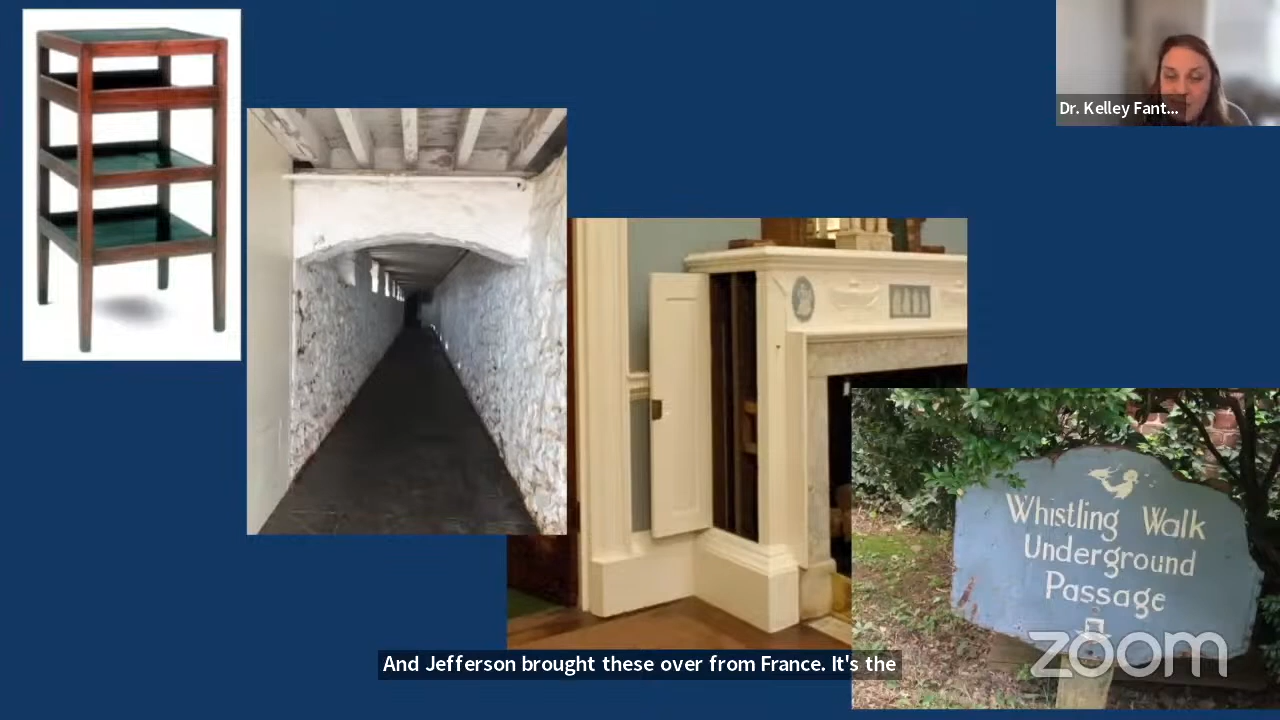 Dr. Kelley Fant...
Whistling Walk
Underground
Passage
zoom
And Jefferson brought these over from France. It's the